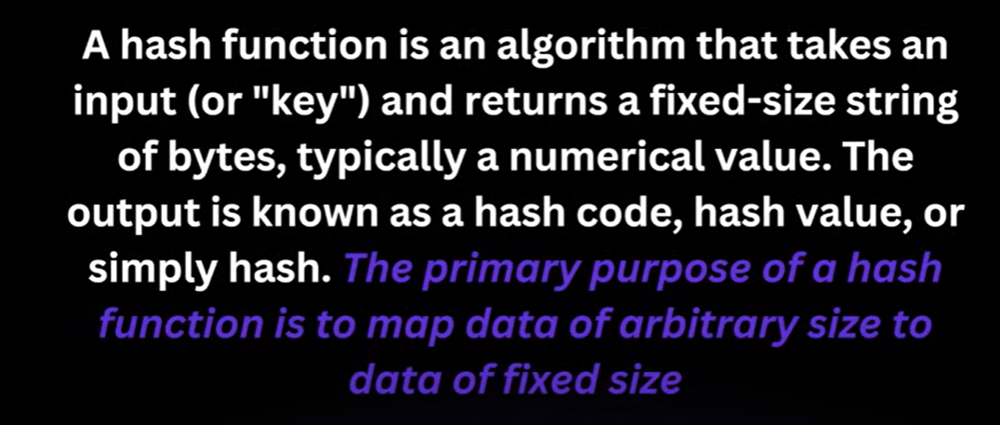 A hash function is an algorithm that takes an
input (or "key") and returns a fixed-size string
of bytes, typically a numerical value. The
output is known as a hash code, hash value, or
simply hash. The primary purpose of a hash
function is to map data of arbitrary size to
data of fixed size